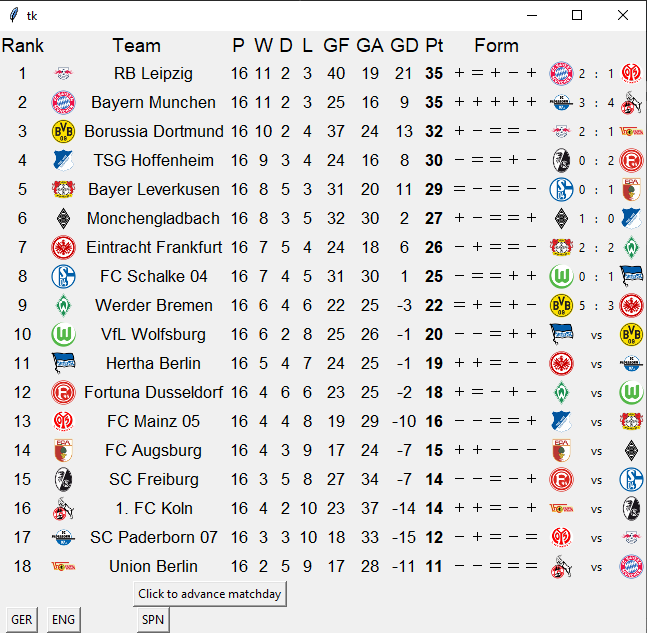 tk
Rank Team P W D L GF GA GD Pt Form
1 RB Leipzig 16 11 2 3 40 19 21 35 + = + - + 2 : 1
2 Bayern Munchen 16 11 2 3 25 16 9 35 + + + + + 3 : 4
3 Borussia Dortmund 16 10 2 4 37 24 13 32 + - = = - 2 : 1
4 TSG Hoffenheim 16 9 3 4 24 16 8 30 - = = + - 0 : 2
5 Bayer Leverkusen 16 8 5 3 31 20 11 29 = - = = - 0 : 1
6 Monchengladbach 16 8 3 5 32 30 2 27 + - = = + 1 : 0
7 Eintracht Frankfurt 16 7 5 4 24 18 6 26 - + = = - 2 : 2
8 FC Schalke 04 16 7 4 5 31 30 1 25 - = = + + 0 : 1
9 Werder Bremen 16 6 4 6 22 25 -3 22 = + = + - 5 : 3
10 VfL Wolfsburg 16 6 2 8 25 26 -1 20 - - = + + vs
11 Hertha Berlin 16 5 4 7 24 25 -1 19 + + = - - vs
12 Fortuna Dusseldorf 16 4 6 6 23 25 -2 18 + = - + - vs
13 FC Mainz 05 16 4 4 8 19 29 -10 16 - - = = + vs
14 FC Augsburg 16 4 3 9 17 24 -7 15 + + - - - vs
15 SC Freiburg 16 3 5 8 27 34 -7 14 - - = - + vs
16 1. FC Koln 16 4 2 10 23 37 -14 14 + + = - + vs
17 SC Paderborn 07 16 3 3 10 18 33 -15 12 - + = - = vs
18 Union Berlin 16 2 5 9 17 28 -11 11 - - = = = vs
Click to advance matchday
GER ENG SPN